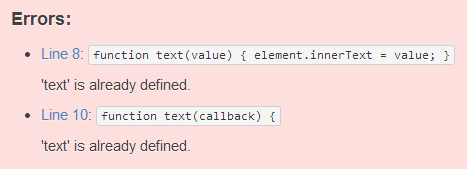 Errors:
• Line 8: function text(value) { element.innerText = value; }
'text' is already defined.
• Line 10: function text(callback) {
'text' is already defined.